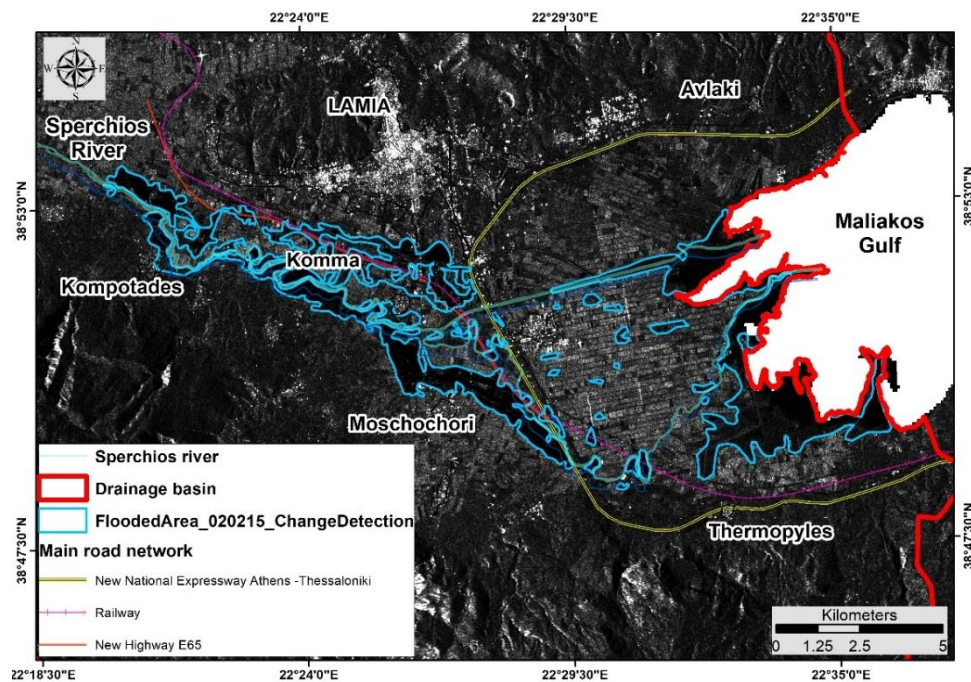 22°24'0"E
22°29'30"E
22°35'0"E
N
W
E
S
LAMIA
Avlaki
Sperchios
River
38°53'0"N
38°53'0"N
Maliakos
Gulf
Komma
Kompotades
Moschochori
Sperchios river
Drainage basin
FloodedArea_020215_ChangeDetection
Main road network
New National Expressway Athens -Thessaloniki
Railway
New Highway E65
Thermopyles
38°47'30"N
38°47'30"N
Kilometers
0 1.25 2.5 5
22°18'30"E
22°24'0"E
22°29'30"E
22°35'0"E